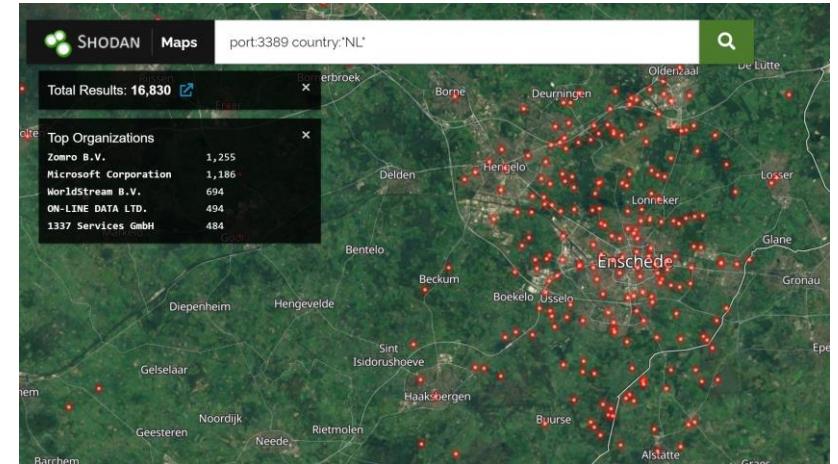 SHODAN Maps port:3389 country:"NL"
Total Results: 16,830
Top Organizations
Zomro B.V. 1,255
Microsoft Corporation 1,186
WorldStream B.V. 694
ON-LINE DATA LTD. 494
1337 Services GmbH 484
De Lutte
Oldenzaal
Borne
Deurningen
Hengelo
Delden
Losser
Lonneker
Glane
Bentelo
Enschede
Beckum
Gronau
Boekelo Usselo
Diepenheim
Hengevelde
Sint
Isidorushoeve
Epe
Gelselaar
Haaksbergen
Noordijk
Buurse
Geesteren
Rietmolen
Neede
Alstätte
Barchem
Graes